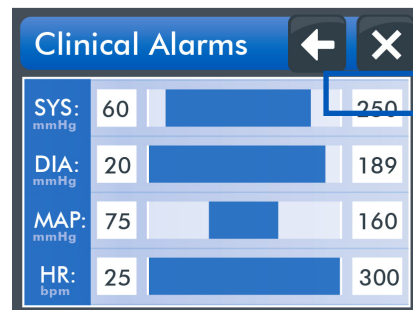 Clinical Alarms
SYS: 60 250
mmHg
DIA: 20 189
mmHg
MAP: 75 160
mmHg
HR: 25 300
bpm